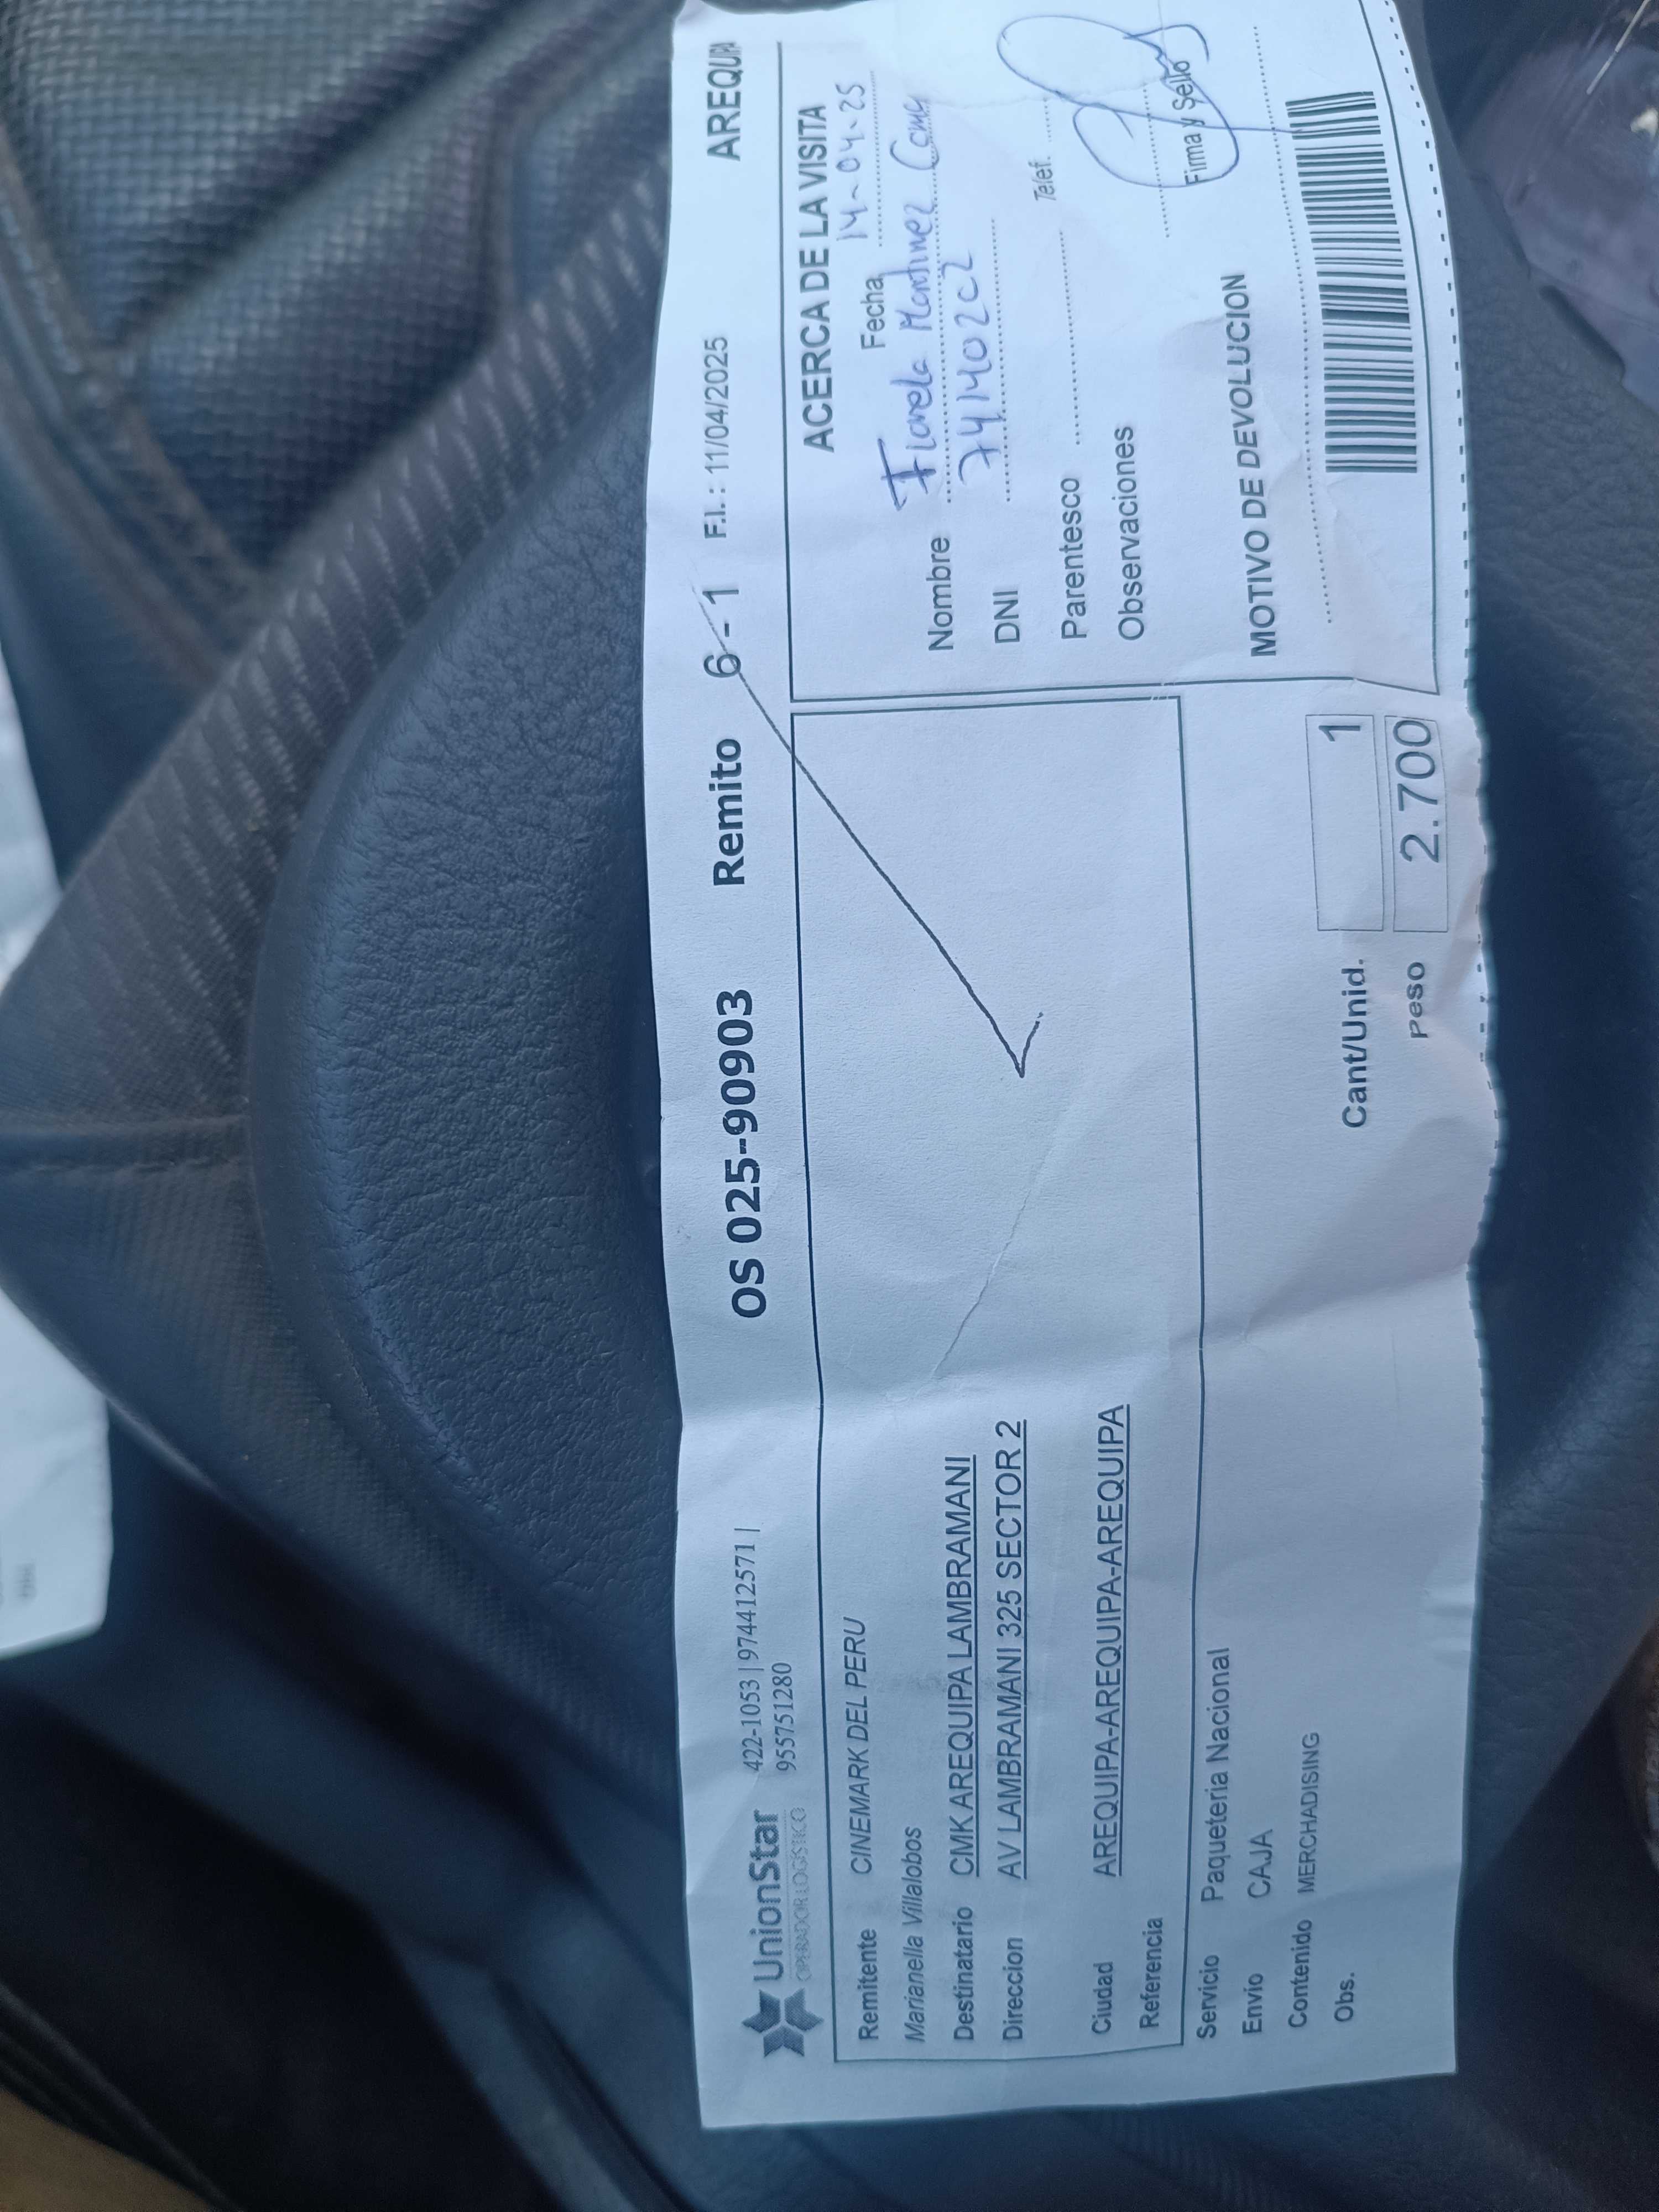 UnionStar
OPERADOR LOGÍSTICO
422-1053 | 974412571 |
955751280
OS 025-90903 Remito 6 - 1 F.I. : 11/04/2025 AREQUIPA
Remitente CINEMARK DEL PERU
Marianella Villalobos
Destinatario CMK AREQUIPA LAMBRAMANI
Direccion AV LAMBRAMANI 325 SECTOR 2
Ciudad AREQUIPA-AREQUIPA-AREQUIPA
Referencia
Servicio Paqueteria Nacional
Envio CAJA
Contenido MERCHADISING
Obs.
Cant/Unid. 1
Peso 2.700
ACERCA DE LA VISITA
Fecha 14-04-25
Nombre Martinez
DNI
Parentesco Telef.
Observaciones
Firma y Sello
MOTIVO DE DEVOLUCION